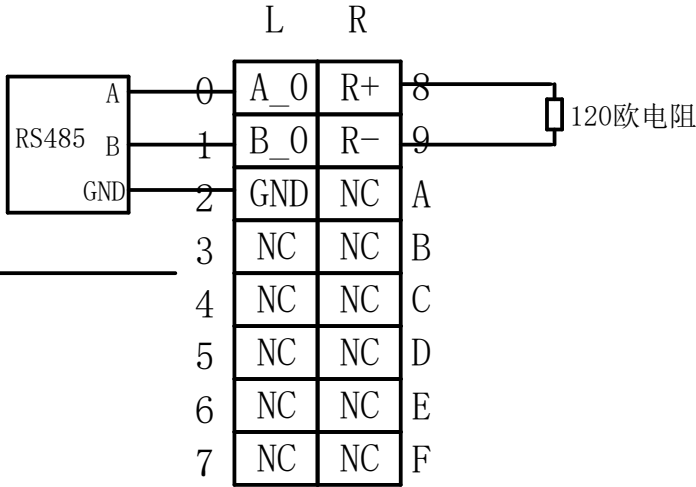 L R
A 0 A_0 R+ 8
120欧电阻
RS485 B 1 B_0 R- 9
GND 2 GND NC A
3 NC NC B
4 NC NC C
5 NC NC D
6 NC NC E
7 NC NC F